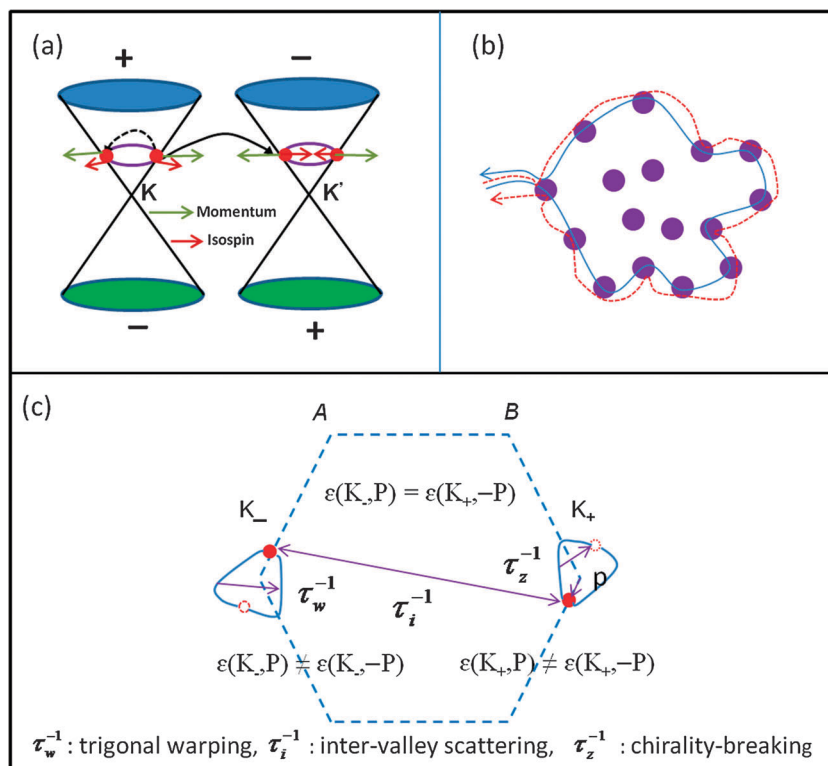 (a)
+
−
K
K'
Momentum
Isospin
−
+
(b)
(c)
A
B
ε(K₋,P) = ε(K₊,−P)
K₋
K₊
τ_z⁻¹
p
τ_w⁻¹
τ_i⁻¹
ε(K₋,P) ≠ ε(K₋,−P)
ε(K₊,P) ≠ ε(K₊,−P)
τ_w⁻¹ : trigonal warping, τ_i⁻¹ : inter-valley scattering, τ_z⁻¹ : chirality-breaking